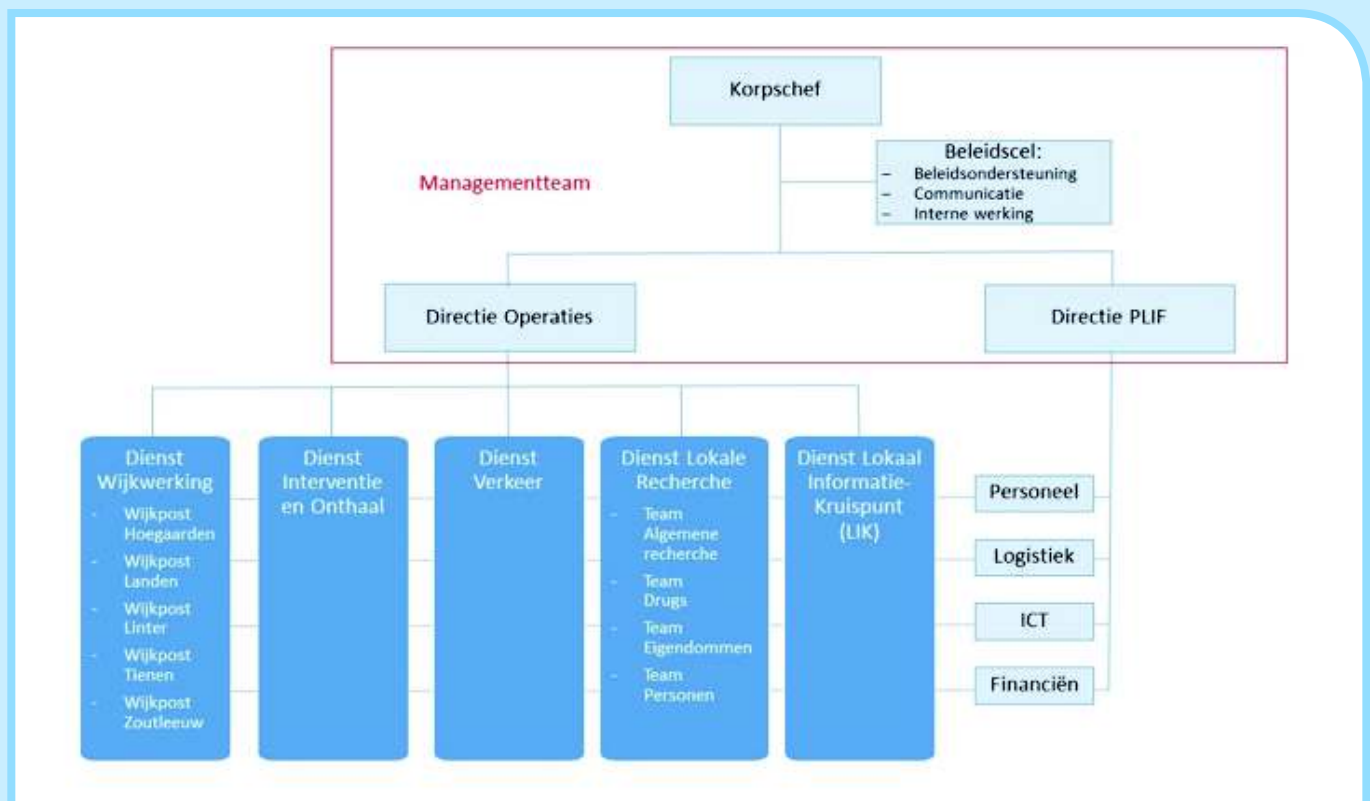 Korpschef
Beleidscel:
– Beleidsondersteuning
– Communicatie
– Interne werking
Managementteam
Directie Operaties
Directie PLIF
Dienst
Wijkwerking
- Wijkpost
Hoegaarden
- Wijkpost
Landen
- Wijkpost
Linter
- Wijkpost
Tienen
- Wijkpost
Zoutleeuw
Dienst
Interventie
en Onthaal
Dienst
Verkeer
Dienst Lokale
Recherche
- Team
Algemene
recherche
- Team
Drugs
- Team
Eigendommen
- Team
Personen
Dienst Lokaal
Informatie-
Kruispunt
(LIK)
Personeel
Logistiek
ICT
Financiën